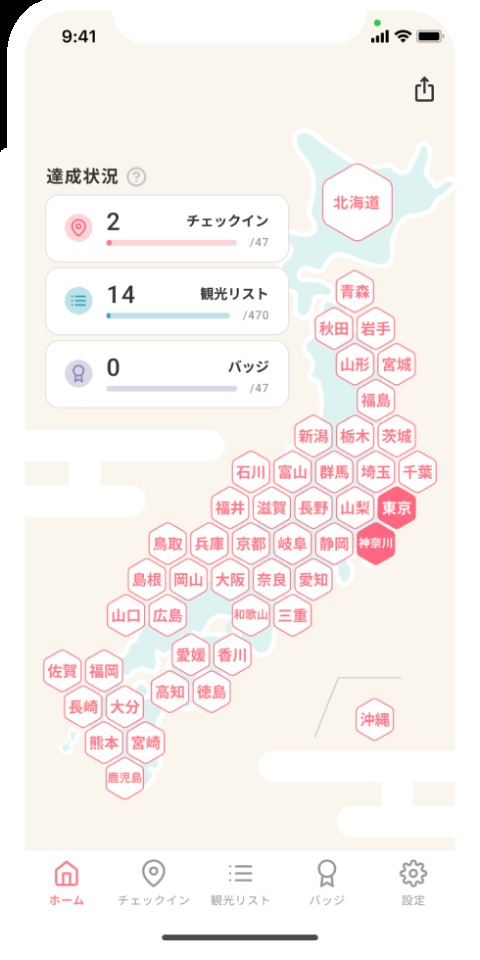 9:41
達成状況 ?
2 チェックイン
/47
14 観光リスト
/470
0 バッジ
/47
北海道
青森
秋田 岩手
山形 宮城
福島
新潟 栃木 茨城
石川 富山 群馬 埼玉 千葉
福井 滋賀 長野 山梨 東京
鳥取 兵庫 京都 岐阜 静岡 神奈川
島根 岡山 大阪 奈良 愛知
山口 広島 和歌山 三重
愛媛 香川
佐賀 福岡
高知 徳島
長崎 大分
沖縄
熊本 宮崎
鹿児島
ホーム チェックイン 観光リスト バッジ 設定